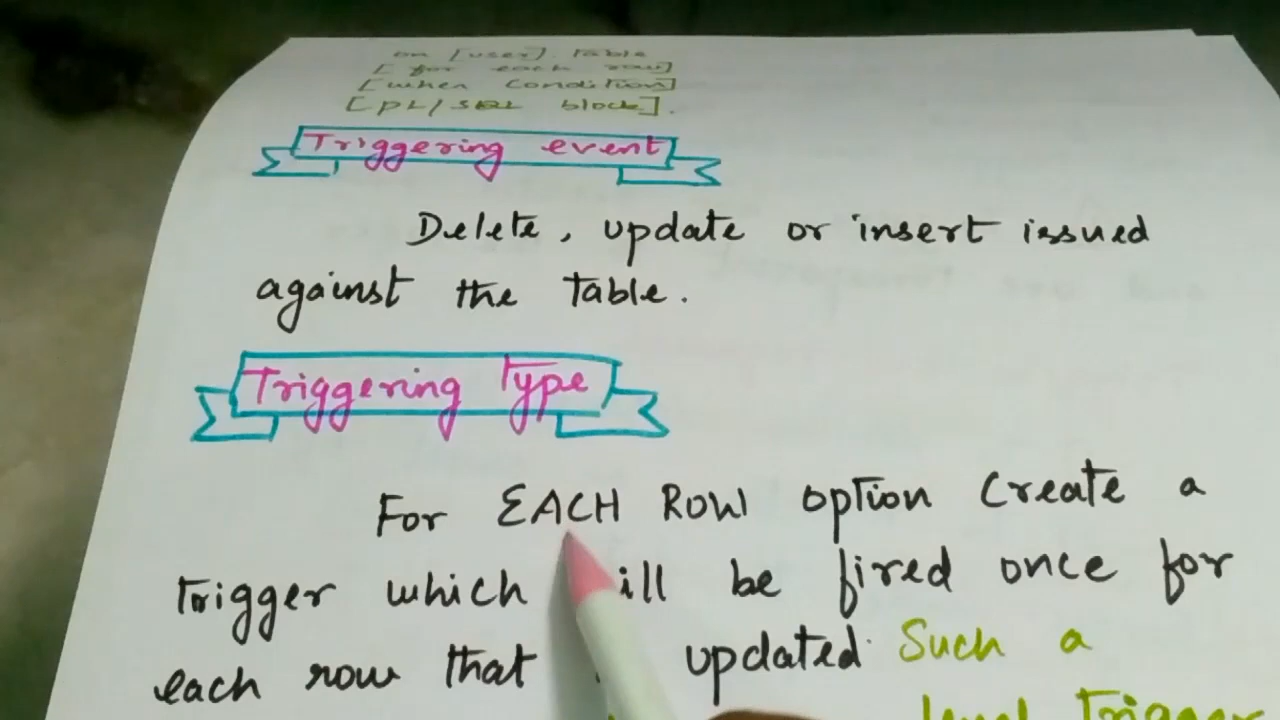 on [user]. Table
[ for each row]
[when Condition]
[PL/SQL block].
Triggering event
Delete, update or insert issued
against the table.
Triggering Type
For EACH ROW option Create a
Trigger which ill be fired once for
each row that updated. Such a
level Trigger